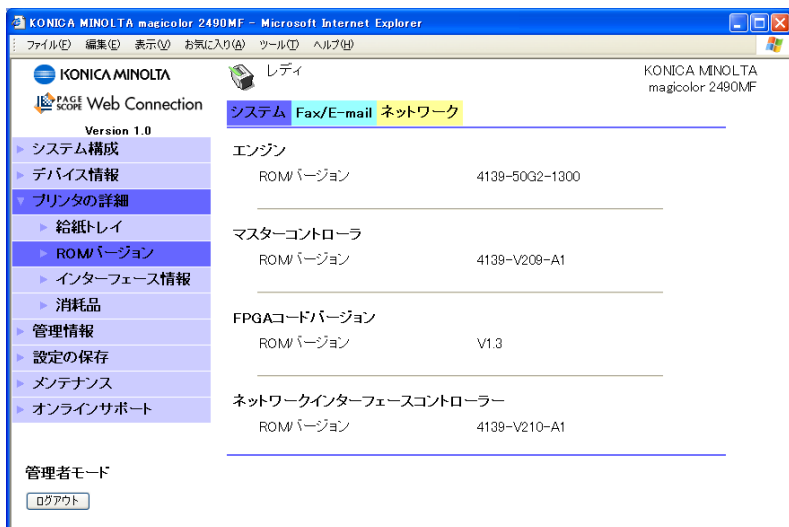 KONICA MINOLTA magicolor 2490MF - Microsoft Internet Explorer
ファイル(F) 編集(E) 表示(V) お気に入り(A) ツール(T) ヘルプ(H)
KONICA MINOLTA
PAGE SCOPE Web Connection
Version 1.0
レディ
KONICA MINOLTA
magicolor 2490MF
システム Fax/E-mail ネットワーク
システム構成
デバイス情報
プリンタの詳細
給紙トレイ
ROMバージョン
インターフェース情報
消耗品
管理情報
設定の保存
メンテナンス
オンラインサポート
管理者モード
ログアウト
エンジン
ROMバージョン 4139-50G2-1300
マスターコントローラ
ROMバージョン 4139-V209-A1
FPGAコードバージョン
ROMバージョン V1.3
ネットワークインターフェースコントローラー
ROMバージョン 4139-V210-A1